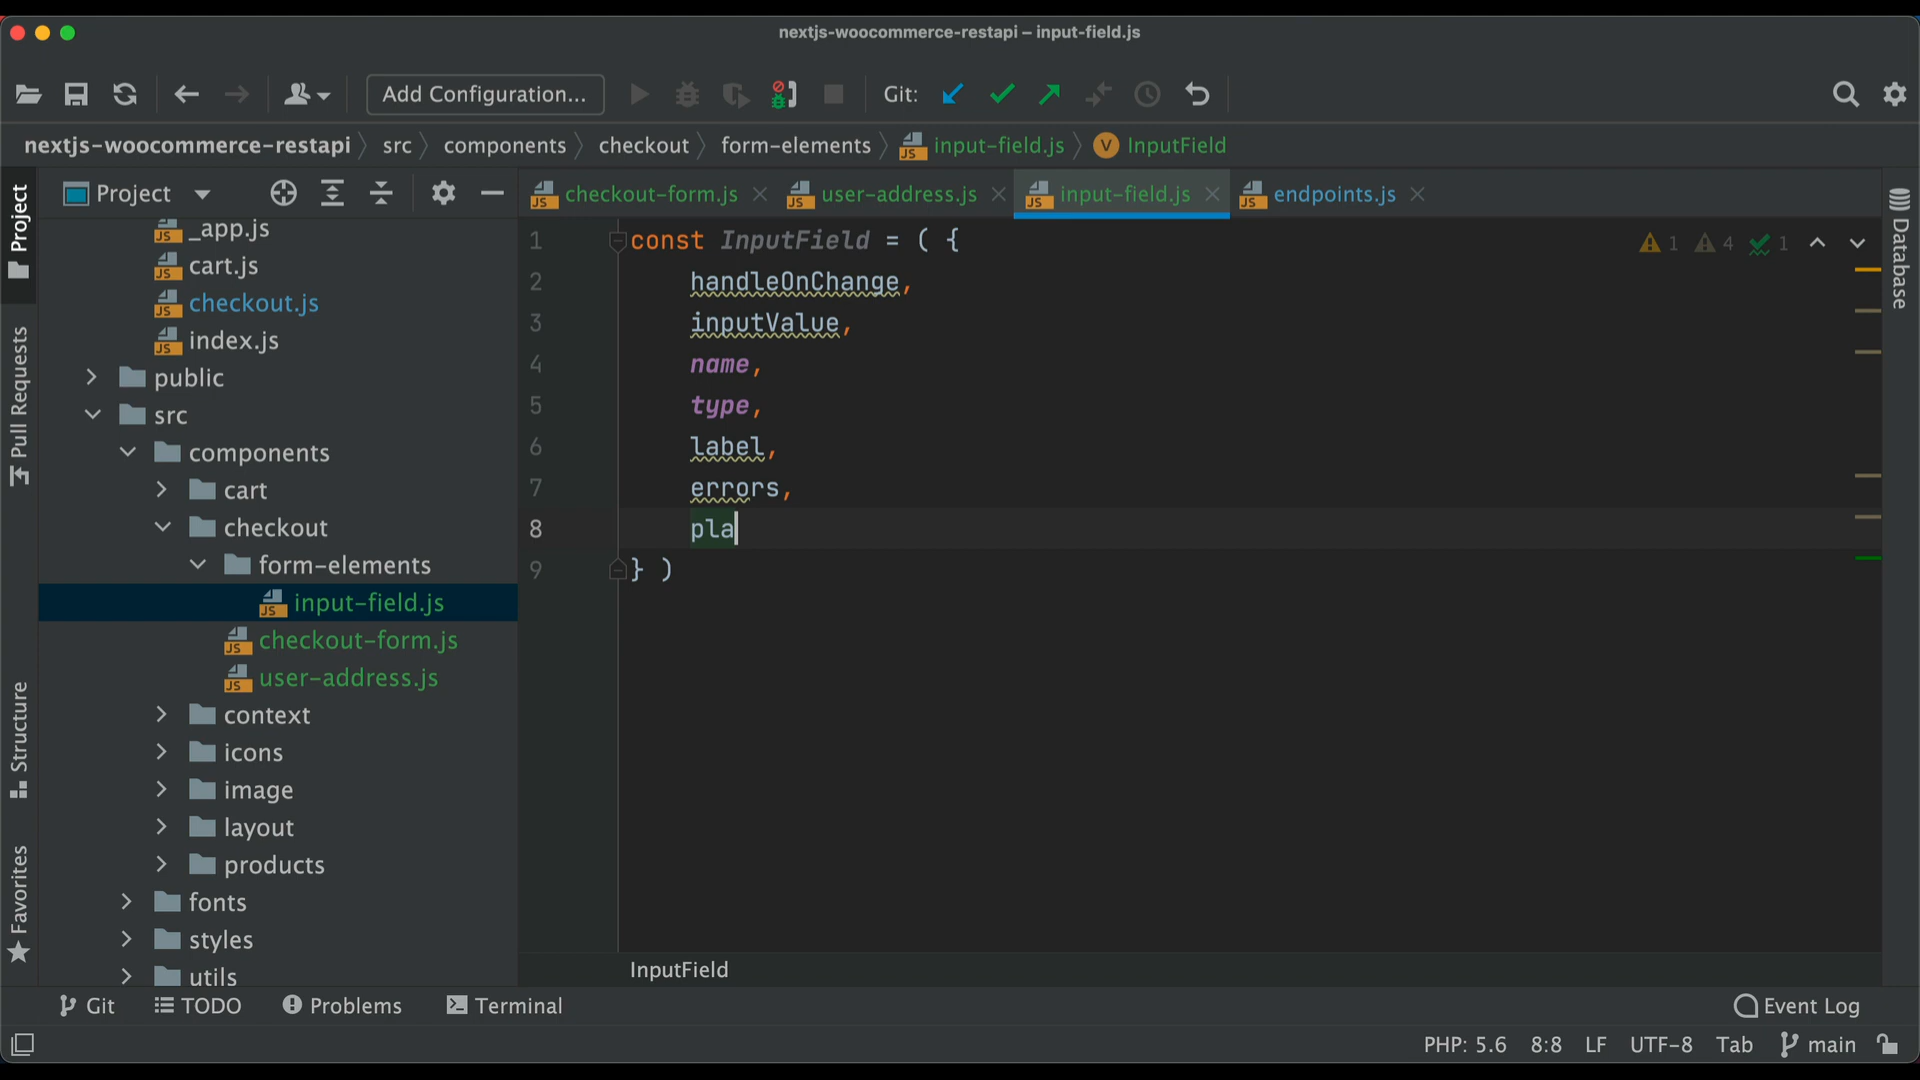 nextjs-woocommerce-restapi – input-field.js
Add Configuration...
Git:
nextjs-woocommerce-restapi src components checkout form-elements input-field.js InputField
Project
checkout-form.js user-address.js input-field.js endpoints.js
Project
Pull Requests
Structure
Favorites
Database
_app.js
cart.js
checkout.js
index.js
public
src
components
cart
checkout
form-elements
input-field.js
checkout-form.js
user-address.js
context
icons
image
layout
products
fonts
styles
utils
1 const InputField = ( {
2 handleOnChange,
3 inputValue,
4 name,
5 type,
6 label,
7 errors,
8 pla
9 } )
1 4 1
InputField
Git TODO Problems Terminal Event Log
PHP: 5.6 8:8 LF UTF-8 Tab main